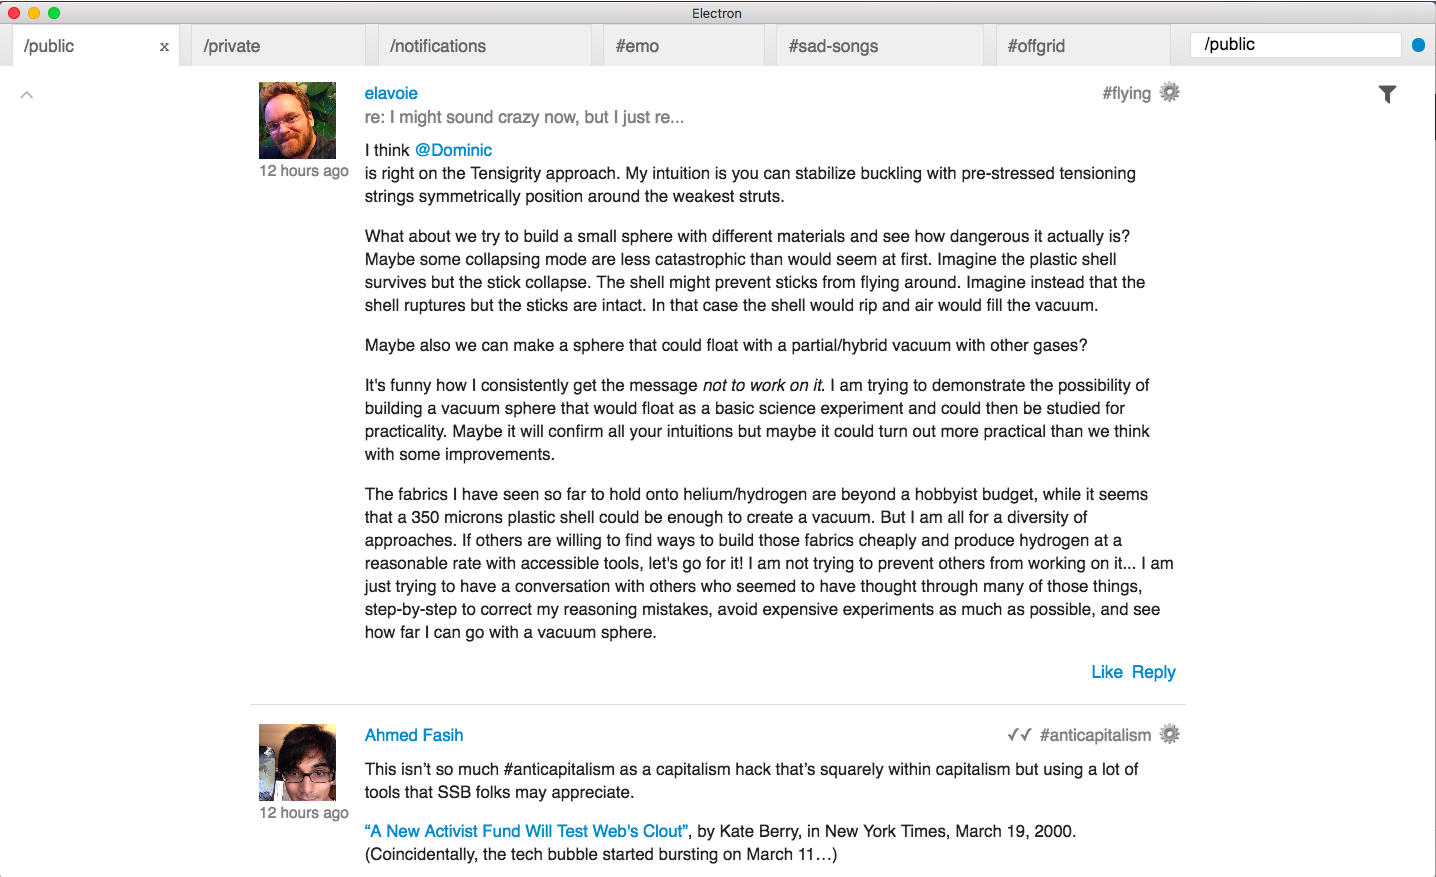 Electron
/public x /private /notifications #emo #sad-songs #offgrid /public
elavoie #flying
re: I might sound crazy now, but I just re...
12 hours ago
I think @Dominic
is right on the Tensigrity approach. My intuition is you can stabilize buckling with pre-stressed tensioning
strings symmetrically position around the weakest struts.
What about we try to build a small sphere with different materials and see how dangerous it actually is?
Maybe some collapsing mode are less catastrophic than would seem at first. Imagine the plastic shell
survives but the stick collapse. The shell might prevent sticks from flying around. Imagine instead that the
shell ruptures but the sticks are intact. In that case the shell would rip and air would fill the vacuum.
Maybe also we can make a sphere that could float with a partial/hybrid vacuum with other gases?
It's funny how I consistently get the message not to work on it. I am trying to demonstrate the possibility of
building a vacuum sphere that would float as a basic science experiment and could then be studied for
practicality. Maybe it will confirm all your intuitions but maybe it could turn out more practical than we think
with some improvements.
The fabrics I have seen so far to hold onto helium/hydrogen are beyond a hobbyist budget, while it seems
that a 350 microns plastic shell could be enough to create a vacuum. But I am all for a diversity of
approaches. If others are willing to find ways to build those fabrics cheaply and produce hydrogen at a
reasonable rate with accessible tools, let's go for it! I am not trying to prevent others from working on it... I am
just trying to have a conversation with others who seemed to have thought through many of those things,
step-by-step to correct my reasoning mistakes, avoid expensive experiments as much as possible, and see
how far I can go with a vacuum sphere.
Like Reply
Ahmed Fasih ✓✓ #anticapitalism
12 hours ago
This isn’t so much #anticapitalism as a capitalism hack that’s squarely within capitalism but using a lot of
tools that SSB folks may appreciate.
“A New Activist Fund Will Test Web's Clout”, by Kate Berry, in New York Times, March 19, 2000.
(Coincidentally, the tech bubble started bursting on March 11…)